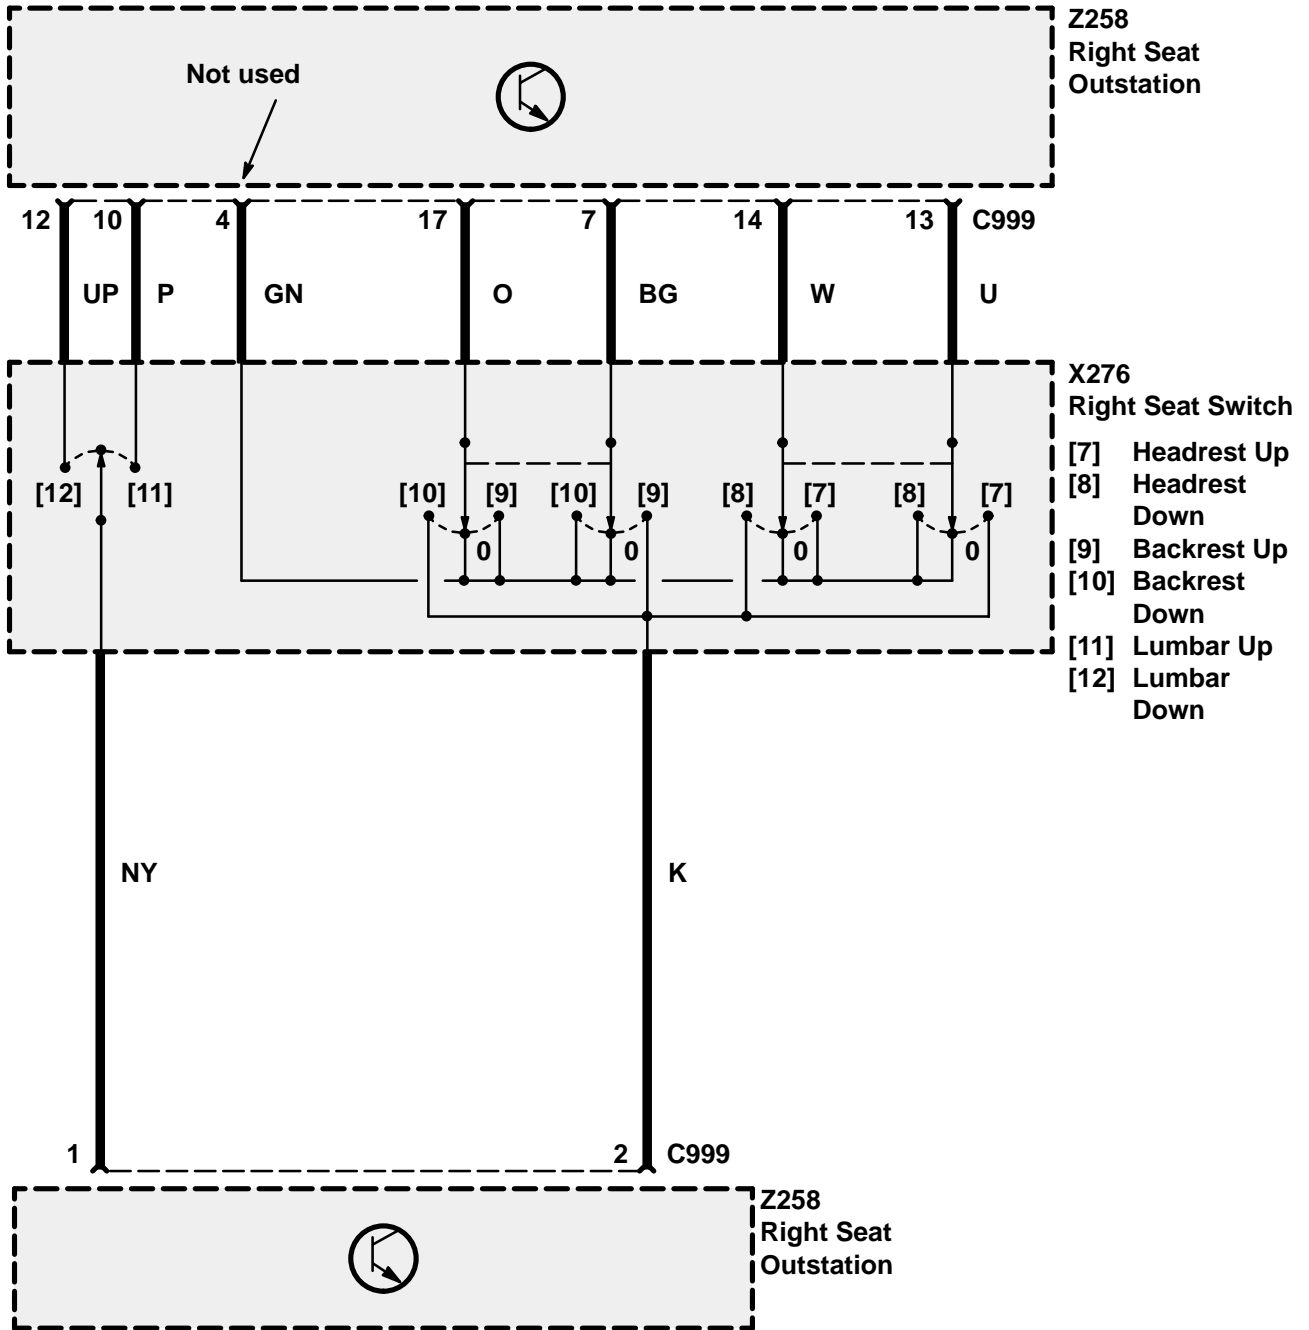 Z258
Right Seat
Outstation
Not used
12 10 4 17 7 14 13 C999
UP P GN O BG W U
X276
Right Seat Switch
[7] Headrest Up
[8] Headrest
Down
[9] Backrest Up
[10] Backrest
Down
[11] Lumbar Up
[12] Lumbar
Down
[12] [11] [10] [9] [10] [9] [8] [7] [8] [7]
0 0 0 0
NY K
1 2 C999
Z258
Right Seat
Outstation